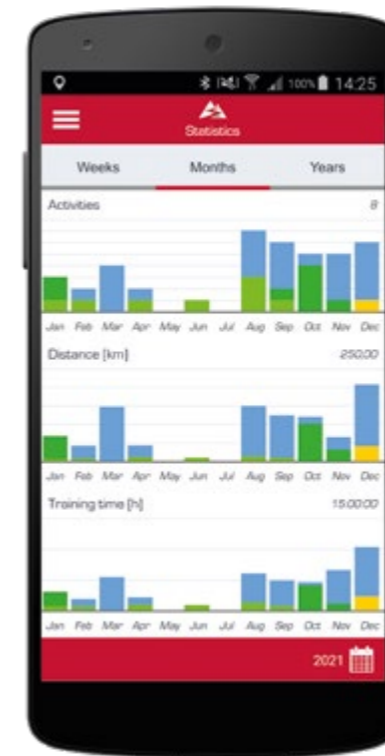 100% 14:25
Statistics
Weeks Months Years
Activities 8
Jan Feb Mar Apr May Jun Jul Aug Sep Oct Nov Dec
Distance [km] 250.00
Jan Feb Mar Apr May Jun Jul Aug Sep Oct Nov Dec
Training time [h] 15:00:00
Jan Feb Mar Apr May Jun Jul Aug Sep Oct Nov Dec
2021